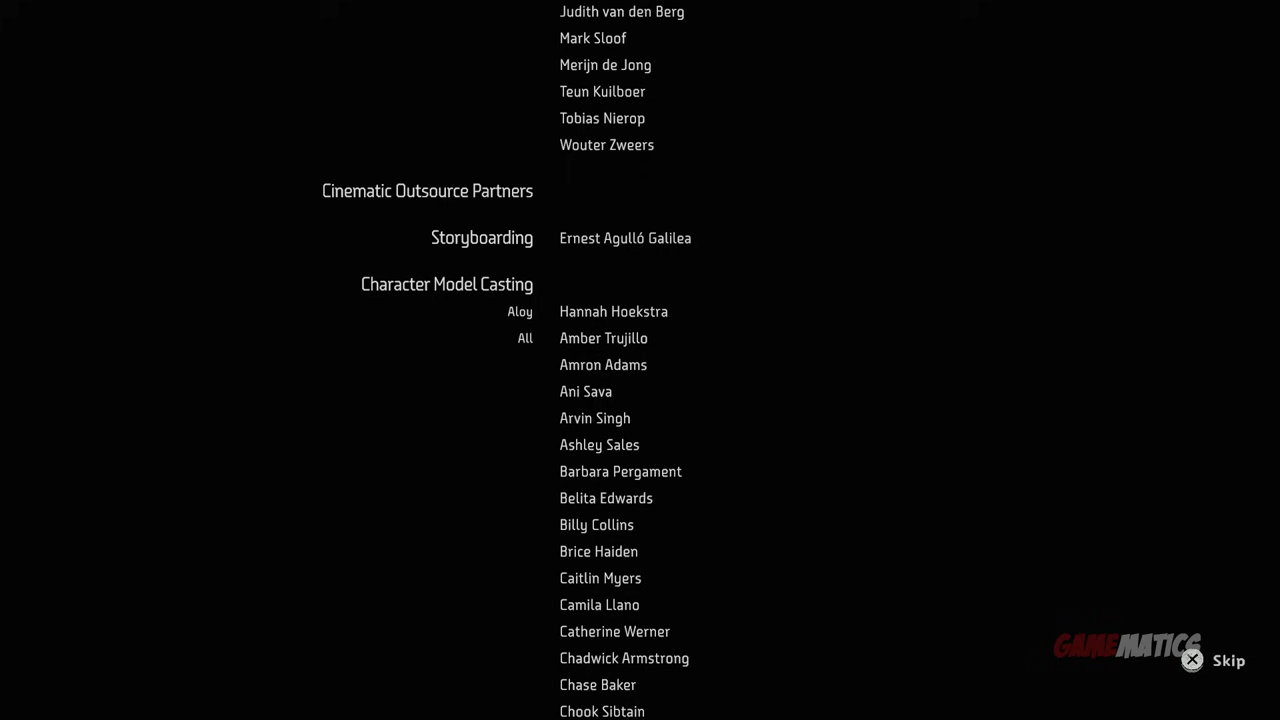 Judith van den Berg
Mark Sloof
Merijn de Jong
Teun Kuilboer
Tobias Nierop
Wouter Zweers
Cinematic Outsource Partners
Storyboarding Ernest Agulló Galilea
Character Model Casting
Aloy Hannah Hoekstra
All Amber Trujillo
Amron Adams
Ani Sava
Arvin Singh
Ashley Sales
Barbara Pergament
Belita Edwards
Billy Collins
Brice Haiden
Caitlin Myers
Camila Llano
Catherine Werner
Chadwick Armstrong
Chase Baker
Chook Sibtain
GAMEMATICS
Skip